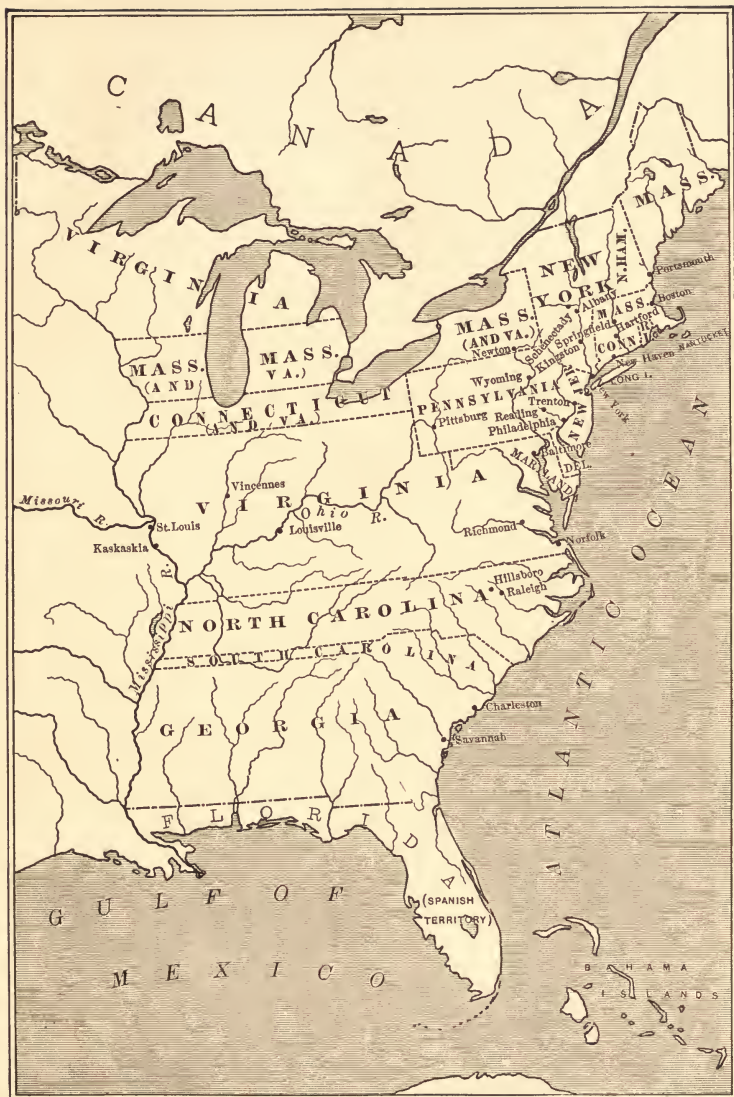 CANADA
MASS.
VIRGINIA
NEW
YORK
N.HAM.
Portsmouth
MASS.
(AND VA.)
Albany
Schenectady
MASS.
Boston
Springfield
Hartford
Newton
Kingston
CONN.
R.I.
MASS.
(AND
MASS.
VA.)
New Haven
NANTUCKET
LONG I.
Wyoming
CONNECTICUT
(AND VA.)
PENNSYLVANIA
NEW JER.
New York
Trenton
Pittsburg
Reading
Philadelphia
Baltimore
MARYLAND
DEL.
Vincennes
VIRGINIA
Missouri R.
Ohio R.
St.Louis
Louisville
Richmond
Kaskaskia
Norfolk
Hillsboro
Raleigh
NORTH CAROLINA
Mississippi R.
SOUTH CAROLINA
GEORGIA
Charleston
Savannah
FLORIDA
(SPANISH
TERRITORY)
ATLANTIC OCEAN
GULF OF
MEXICO
BAHAMA
ISLANDS